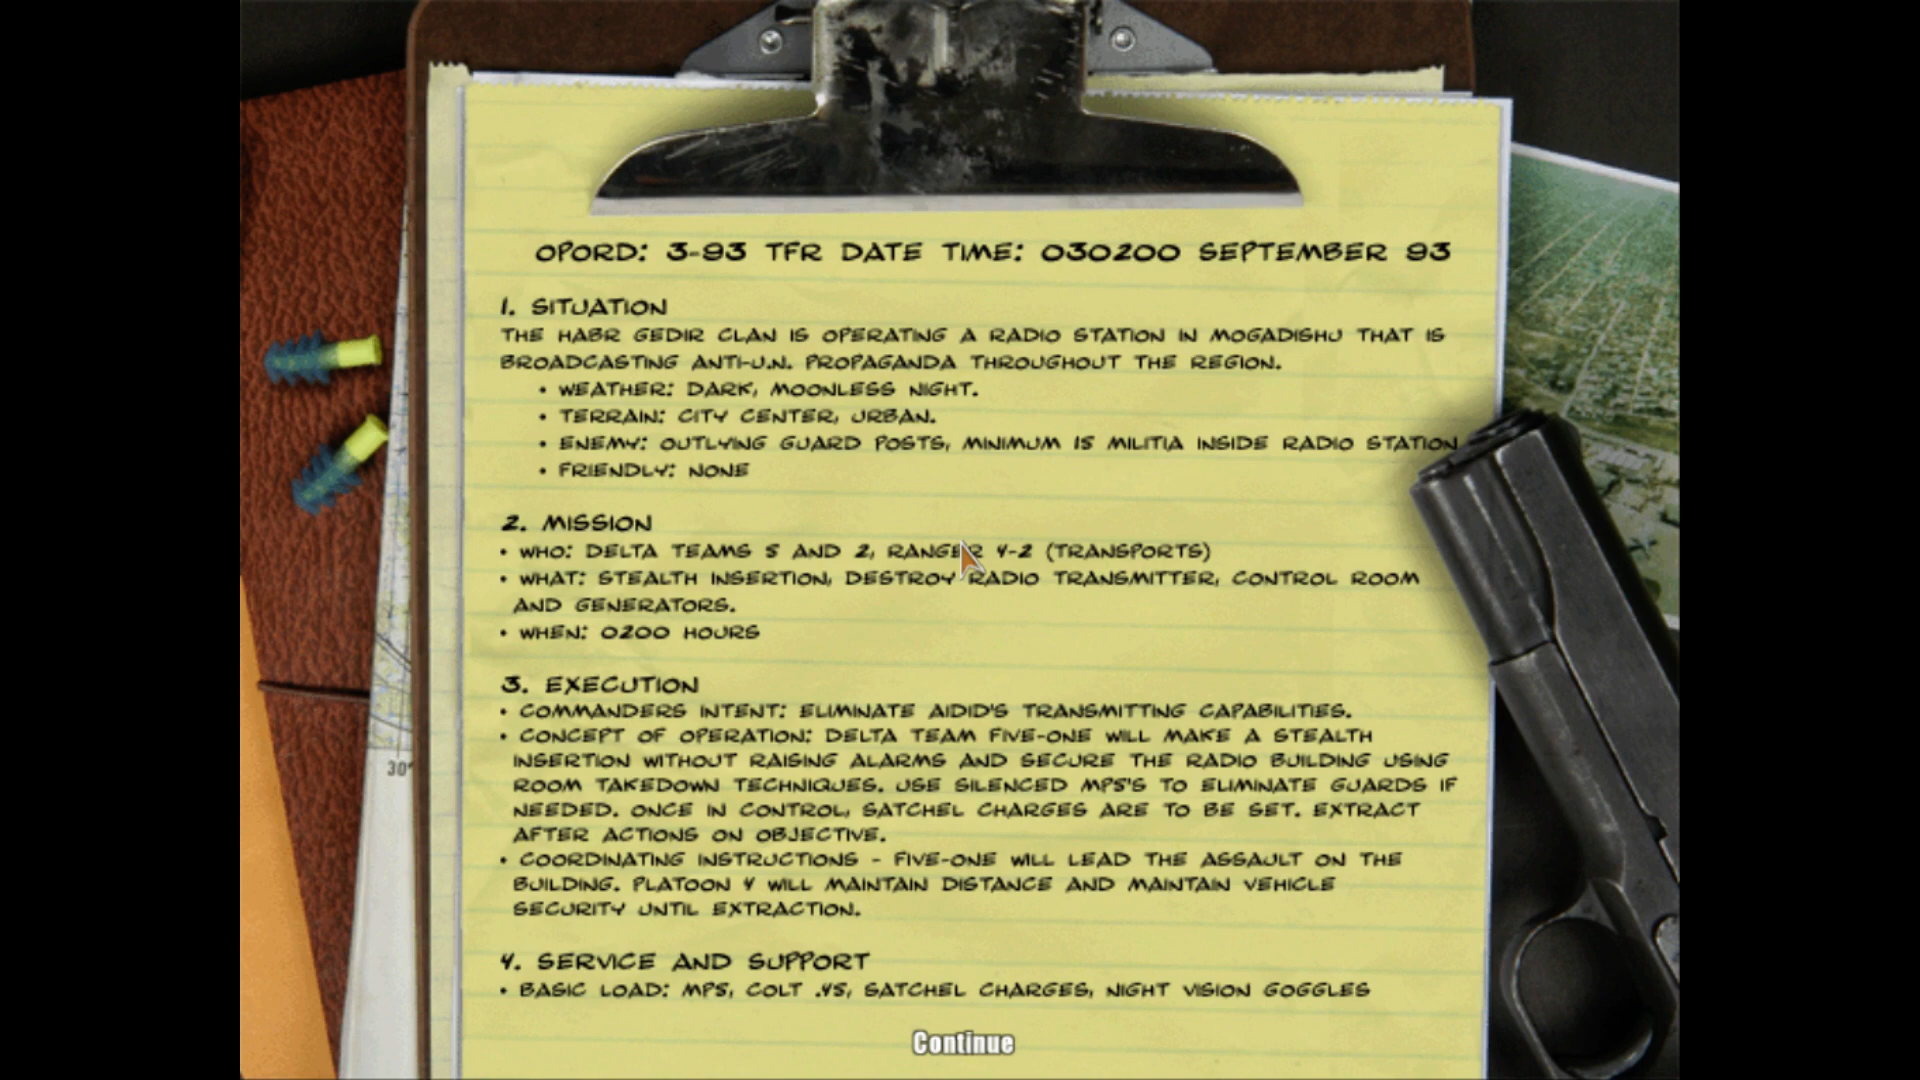 OPORD: 3-93 TFR DATE TIME: 030200 SEPTEMBER 93
1. SITUATION
THE HABR GEDIR CLAN IS OPERATING A RADIO STATION IN MOGADISHU THAT IS
BROADCASTING ANTI-U.N. PROPAGANDA THROUGHOUT THE REGION.
• WEATHER: DARK, MOONLESS NIGHT.
• TERRAIN: CITY CENTER, URBAN.
• ENEMY: OUTLYING GUARD POSTS, MINIMUM 15 MILITIA INSIDE RADIO STATION
• FRIENDLY: NONE
2. MISSION
• WHO: DELTA TEAMS 5 AND 2, RANGER 4-2 (TRANSPORTS)
• WHAT: STEALTH INSERTION, DESTROY RADIO TRANSMITTER, CONTROL ROOM
AND GENERATORS.
• WHEN: 0200 HOURS
3. EXECUTION
• COMMANDERS INTENT: ELIMINATE AIDID'S TRANSMITTING CAPABILITIES.
• CONCEPT OF OPERATION: DELTA TEAM FIVE-ONE WILL MAKE A STEALTH
INSERTION WITHOUT RAISING ALARMS AND SECURE THE RADIO BUILDING USING
ROOM TAKEDOWN TECHNIQUES. USE SILENCED MP5'S TO ELIMINATE GUARDS IF
NEEDED. ONCE IN CONTROL, SATCHEL CHARGES ARE TO BE SET. EXTRACT
AFTER ACTIONS ON OBJECTIVE.
• COORDINATING INSTRUCTIONS - FIVE-ONE WILL LEAD THE ASSAULT ON THE
BUILDING. PLATOON 4 WILL MAINTAIN DISTANCE AND MAINTAIN VEHICLE
SECURITY UNTIL EXTRACTION.
30°
4. SERVICE AND SUPPORT
• BASIC LOAD: MP5, COLT .45, SATCHEL CHARGES, NIGHT VISION GOGGLES
Continue